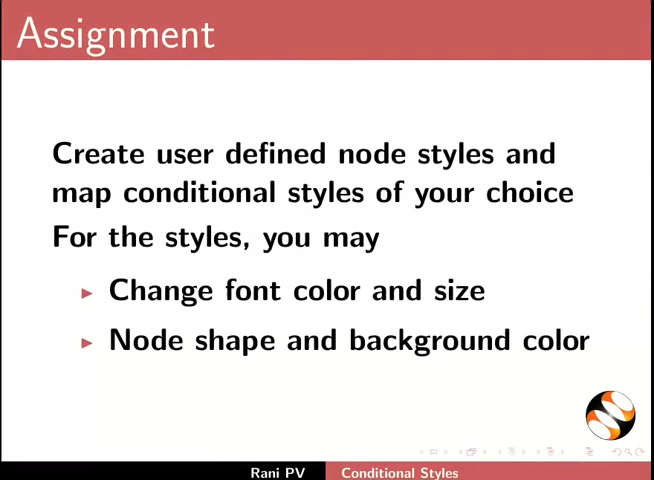 Assignment
Create user defined node styles and
map conditional styles of your choice
For the styles, you may
Change font color and size
Node shape and background color
Rani PV Conditional Styles